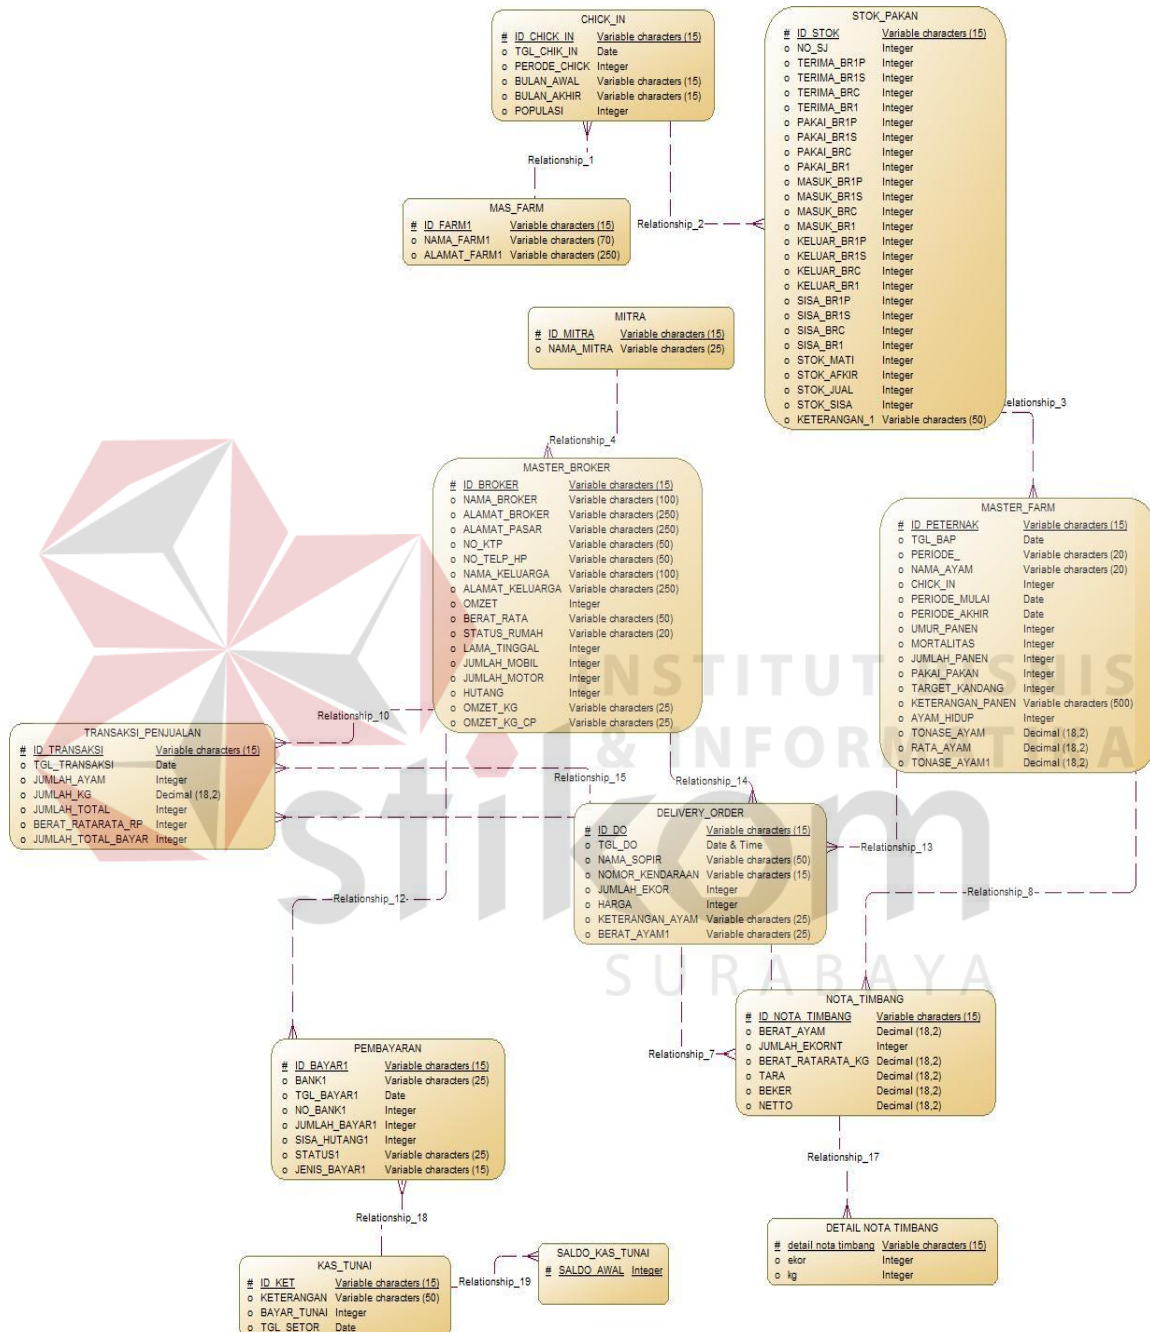 CHICK_IN
# ID_CHICK_IN Variable characters (15)
o TGL_CHIK_IN Date
o PERODE_CHICK Integer
o BULAN_AWAL Variable characters (15)
o BULAN_AKHIR Variable characters (15)
o POPULASI Integer
STOK_PAKAN
# ID_STOK Variable characters (15)
o NO_SJ Integer
o TERIMA_BR1P Integer
o TERIMA_BR1S Integer
o TERIMA_BRC Integer
o TERIMA_BR1 Integer
o PAKAI_BR1P Integer
o PAKAI_BR1S Integer
o PAKAI_BRC Integer
o PAKAI_BR1 Integer
o MASUK_BR1P Integer
o MASUK_BR1S Integer
o MASUK_BRC Integer
o MASUK_BR1 Integer
o KELUAR_BR1P Integer
o KELUAR_BR1S Integer
o KELUAR_BRC Integer
o KELUAR_BR1 Integer
o SISA_BR1P Integer
o SISA_BR1S Integer
o SISA_BRC Integer
o SISA_BR1 Integer
o STOK_MATI Integer
o STOK_AFKIR Integer
o STOK_JUAL Integer
o STOK_SISA Integer
o KETERANGAN_1 Variable characters (50)
Relationship_1
MAS_FARM
# ID_FARM1 Variable characters (15)
o NAMA_FARM1 Variable characters (70)
o ALAMAT_FARM1 Variable characters (250)
Relationship_2
MITRA
# ID_MITRA Variable characters (15)
o NAMA_MITRA Variable characters (25)
Relationship_3
Relationship_4
MASTER_BROKER
# ID_BROKER Variable characters (15)
o NAMA_BROKER Variable characters (100)
o ALAMAT_BROKER Variable characters (250)
o ALAMAT_PASAR Variable characters (250)
o NO_KTP Variable characters (50)
o NO_TELP_HP Variable characters (50)
o NAMA_KELUARGA Variable characters (100)
o ALAMAT_KELUARGA Variable characters (250)
o OMZET Integer
o BERAT_RATA Variable characters (50)
o STATUS_RUMAH Variable characters (20)
o LAMA_TINGGAL Integer
o JUMLAH_MOBIL Integer
o JUMLAH_MOTOR Integer
o HUTANG Integer
o OMZET_KG Variable characters (25)
o OMZET_KG_CP Variable characters (25)
MASTER_FARM
# ID_PETERNAK Variable characters (15)
o TGL_BAP Date
o PERIODE_ Variable characters (20)
o NAMA_AYAM Variable characters (20)
o CHICK_IN Integer
o PERIODE_MULAI Date
o PERIODE_AKHIR Date
o UMUR_PANEN Integer
o MORTALITAS Integer
o JUMLAH_PANEN Integer
o PAKAI_PAKAN Integer
o TARGET_KANDANG Integer
o KETERANGAN_PANEN Variable characters (500)
o AYAM_HIDUP Integer
o TONASE_AYAM Decimal (18,2)
o RATA_AYAM Decimal (18,2)
o TONASE_AYAM1 Decimal (18,2)
INSTITUT BISNIS
& INFORMATIKA
stikom
SURABAYA
Relationship_10
TRANSAKSI_PENJUALAN
# ID_TRANSAKSI Variable characters (15)
o TGL_TRANSAKSI Date
o JUMLAH_AYAM Integer
o JUMLAH_KG Decimal (18,2)
o JUMLAH_TOTAL Integer
o BERAT_RATARATA_RP Integer
o JUMLAH_TOTAL_BAYAR Integer
Relationship_15
Relationship_14
DELIVERY_ORDER
# ID_DO Variable characters (15)
o TGL_DO Date & Time
o NAMA_SOPIR Variable characters (50)
o NOMOR_KENDARAAN Variable characters (15)
o JUMLAH_EKOR Integer
o HARGA Integer
o KETERANGAN_AYAM Variable characters (25)
o BERAT_AYAM1 Variable characters (25)
Relationship_13
Relationship_12
Relationship_8
NOTA_TIMBANG
# ID_NOTA_TIMBANG Variable characters (15)
o BERAT_AYAM Decimal (18,2)
o JUMLAH_EKORNT Integer
o BERAT_RATARATA_KG Decimal (18,2)
o TARA Decimal (18,2)
o BEKER Decimal (18,2)
o NETTO Decimal (18,2)
Relationship_7
PEMBAYARAN
# ID_BAYAR1 Variable characters (15)
o BANK1 Variable characters (25)
o TGL_BAYAR1 Date
o NO_BANK1 Integer
o JUMLAH_BAYAR1 Integer
o SISA_HUTANG1 Integer
o STATUS1 Variable characters (25)
o JENIS_BAYAR1 Variable characters (15)
Relationship_17
Relationship_18
DETAIL NOTA TIMBANG
# detail nota timbang Variable characters (15)
o ekor Integer
o kg Integer
KAS_TUNAI
# ID_KET Variable characters (15)
o KETERANGAN Variable characters (50)
o BAYAR_TUNAI Integer
o TGL_SETOR Date
Relationship_19
SALDO_KAS_TUNAI
# SALDO_AWAL Integer